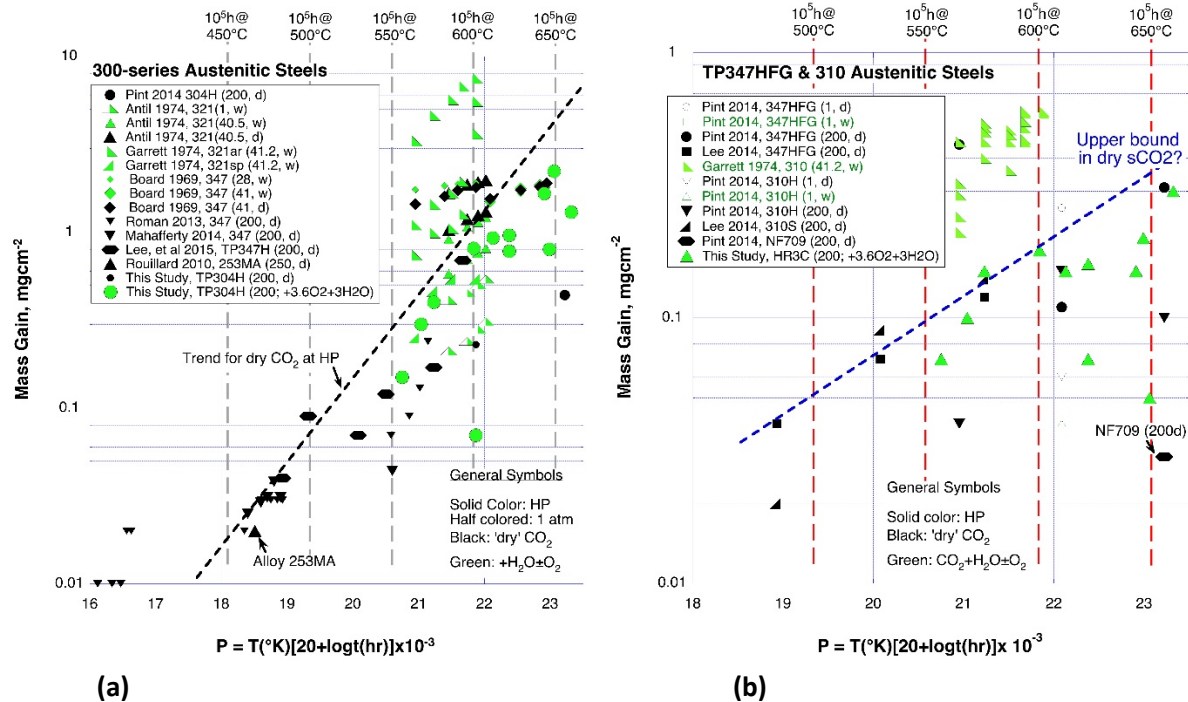 10⁵h@ 450°C
10⁵h@ 500°C
10⁵h@ 550°C
10⁵h@ 600°C
10⁵h@ 650°C
10
1
0.1
0.01
Mass Gain, mgcm⁻²
300-series Austenitic Steels
Pint 2014 304H (200, d)
Antil 1974, 321(1, w)
Antil 1974, 321(40.5, w)
Antil 1974, 321(40.5, d)
Garrett 1974, 321ar (41.2, w)
Garrett 1974, 321sp (41.2, w)
Board 1969, 347 (28, w)
Board 1969, 347 (41, w)
Board 1969, 347 (41, d)
Roman 2013, 347 (200, d)
Mahafferty 2014, 347 (200, d)
Lee, et al 2015, TP347H (200, d)
Rouillard 2010, 253MA (250, d)
This Study, TP304H (200, d)
This Study, TP304H (200; +3.6O2+3H2O)
Trend for dry CO₂ at HP
Alloy 253MA
General Symbols
Solid Color: HP
Half colored: 1 atm
Black: 'dry' CO₂
Green: +H₂O±O₂
16 17 18 19 20 21 22 23
P = T(°K)[20+logt(hr)]x10⁻³
(a)
10⁵h@ 500°C
10⁵h@ 550°C
10⁵h@ 600°C
10⁵h@ 650°C
1
0.1
0.01
Mass Gain, mgcm⁻²
TP347HFG & 310 Austenitic Steels
Pint 2014, 347HFG (1, d)
Pint 2014, 347HFG (1, w)
Pint 2014, 347HFG (200, d)
Lee 2014, 347HFG (200, d)
Garrett 1974, 310 (41.2, w)
Pint 2014, 310H (1, d)
Pint 2014, 310H (1, w)
Pint 2014, 310H (200, d)
Lee 2014, 310S (200, d)
Pint 2014, NF709 (200, d)
This Study, HR3C (200; +3.6O2+3H2O)
Upper bound
in dry sCO2?
NF709 (200d)
General Symbols
Solid color: HP
Black: 'dry' CO₂
Green: CO₂+H₂O±O₂
18 20 21 22 23
P = T(°K)[20+logt(hr)]x 10⁻³
(b)